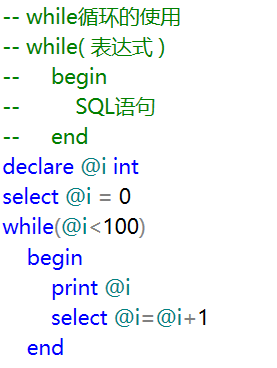 -- while循环的使用
-- while( 表达式 )
--     begin
--         SQL语句
--     end
declare @i int
select @i = 0
while(@i<100)
    begin
        print @i
        select @i=@i+1
    end